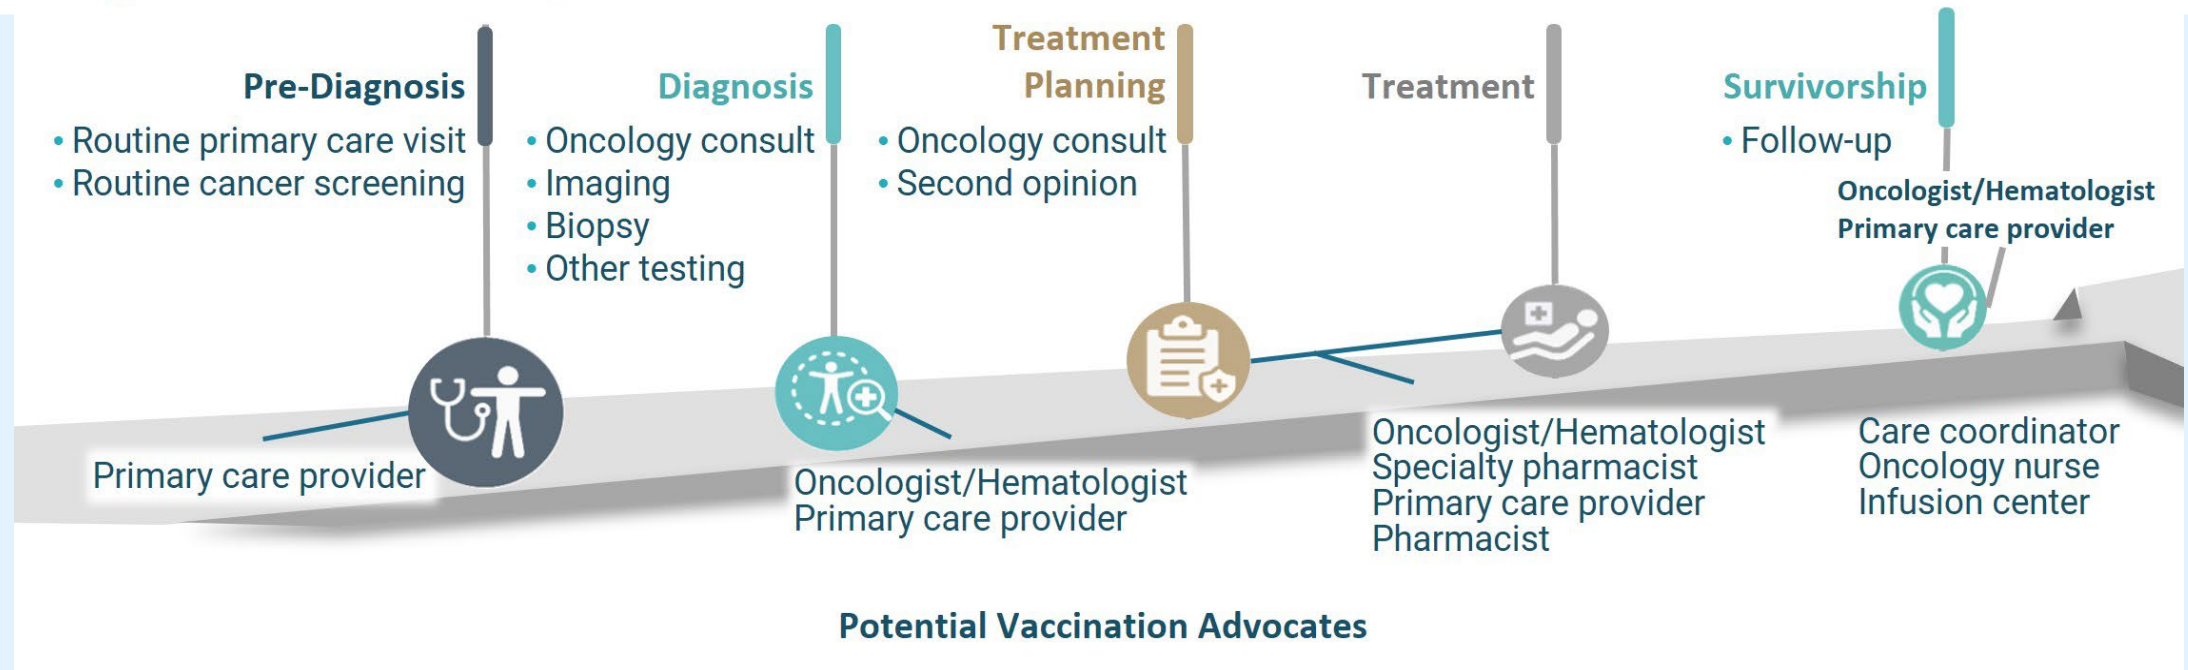 Pre-Diagnosis
• Routine primary care visit
• Routine cancer screening
Diagnosis
• Oncology consult
• Imaging
• Biopsy
• Other testing
Treatment
Planning
• Oncology consult
• Second opinion
Treatment
Survivorship
• Follow-up
Oncologist/Hematologist
Primary care provider
Primary care provider
Oncologist/Hematologist
Primary care provider
Oncologist/Hematologist
Specialty pharmacist
Primary care provider
Pharmacist
Care coordinator
Oncology nurse
Infusion center
Potential Vaccination Advocates